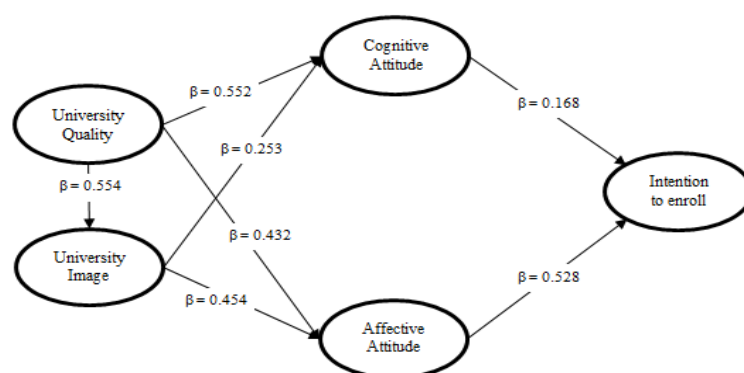 Cognitive
Attitude
β = 0.552
β = 0.168
University
Quality
β = 0.253
β = 0.554
Intention
to enroll
β = 0.432
University
Image
β = 0.454
β = 0.528
Affective
Attitude